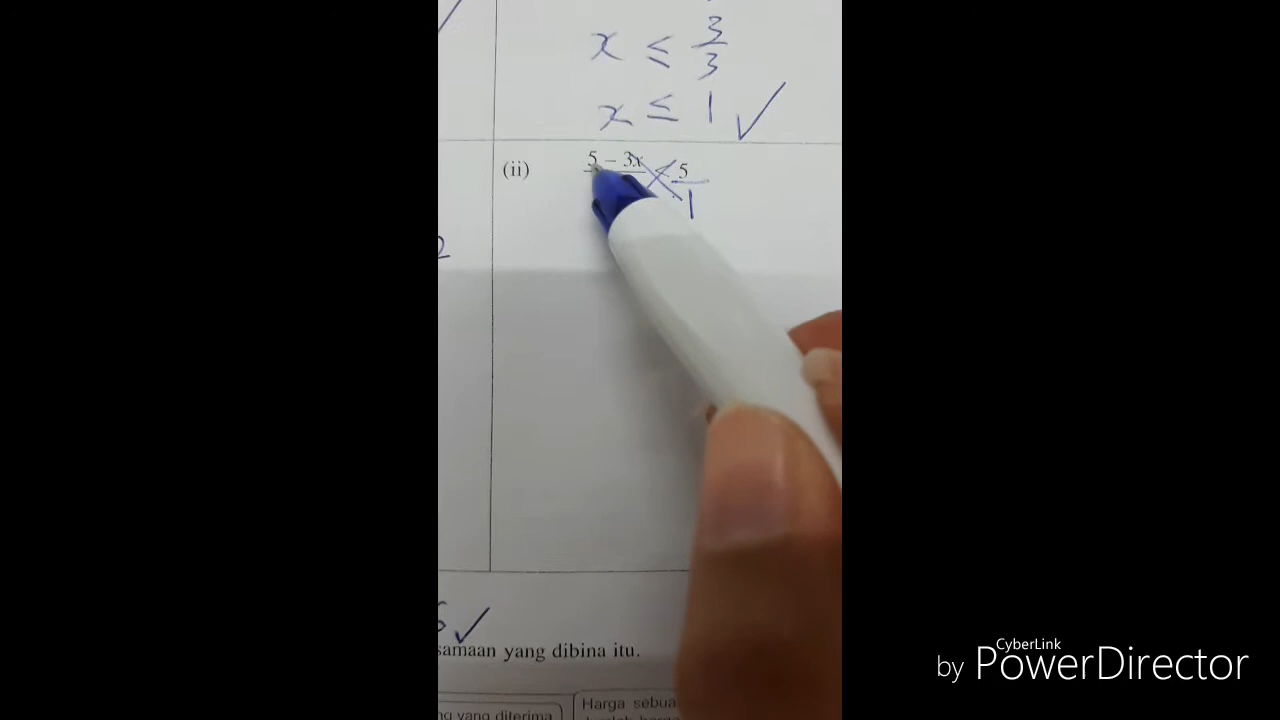 x ≤ 3/3
x ≤ 1 ✓
(ii) 5 – 3x < 5/1
2
✓
samaan yang dibina itu.
Harga sebua
ng yang diterima
CyberLink
by PowerDirector